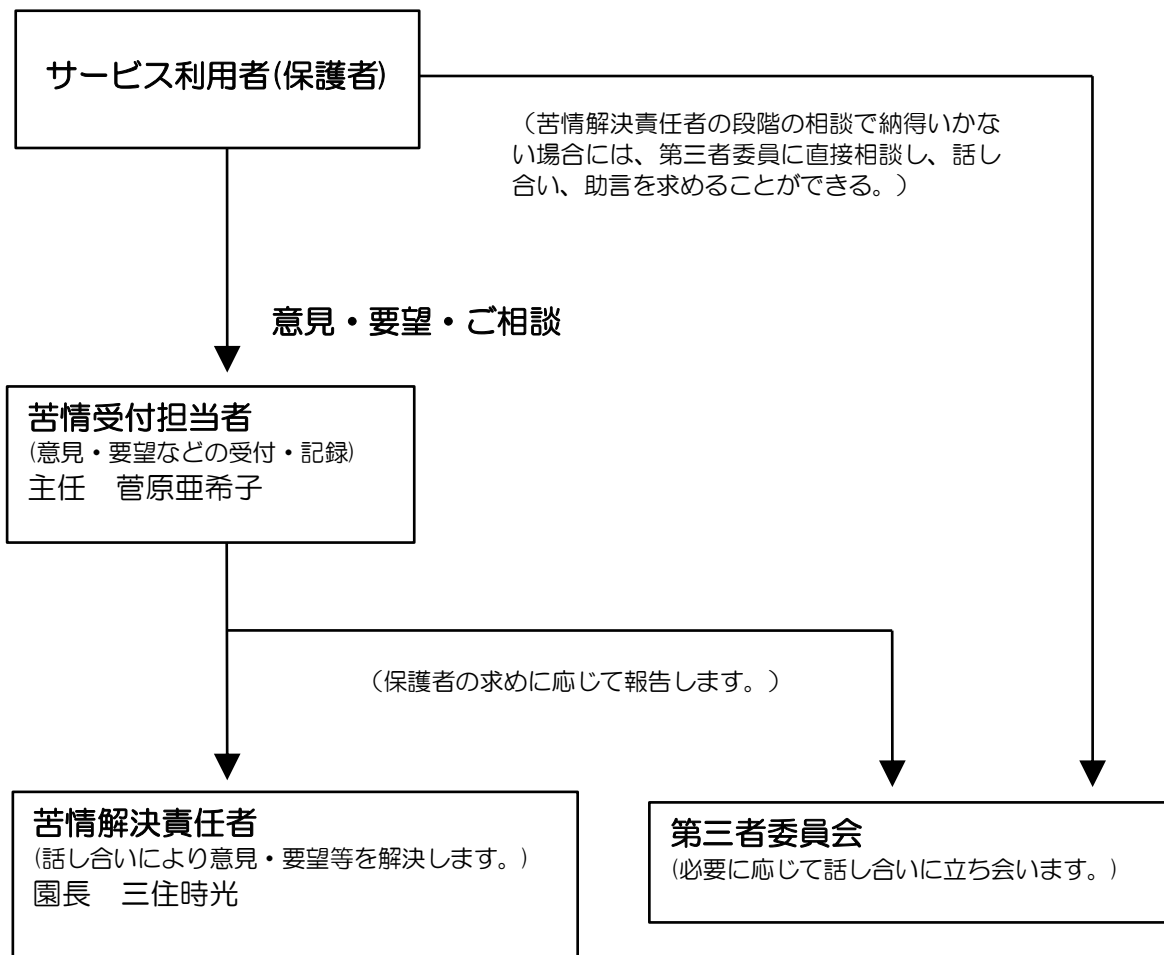 サービス利用者(保護者)
（苦情解決責任者の段階の相談で納得いかな
い場合には、第三者委員に直接相談し、話し
合い、助言を求めることができる。）
意見・要望・ご相談
苦情受付担当者
(意見・要望などの受付・記録)
主任　菅原亜希子
（保護者の求めに応じて報告します。）
苦情解決責任者
(話し合いにより意見・要望等を解決します。)
園長　三住時光
第三者委員会
(必要に応じて話し合いに立ち会います。)